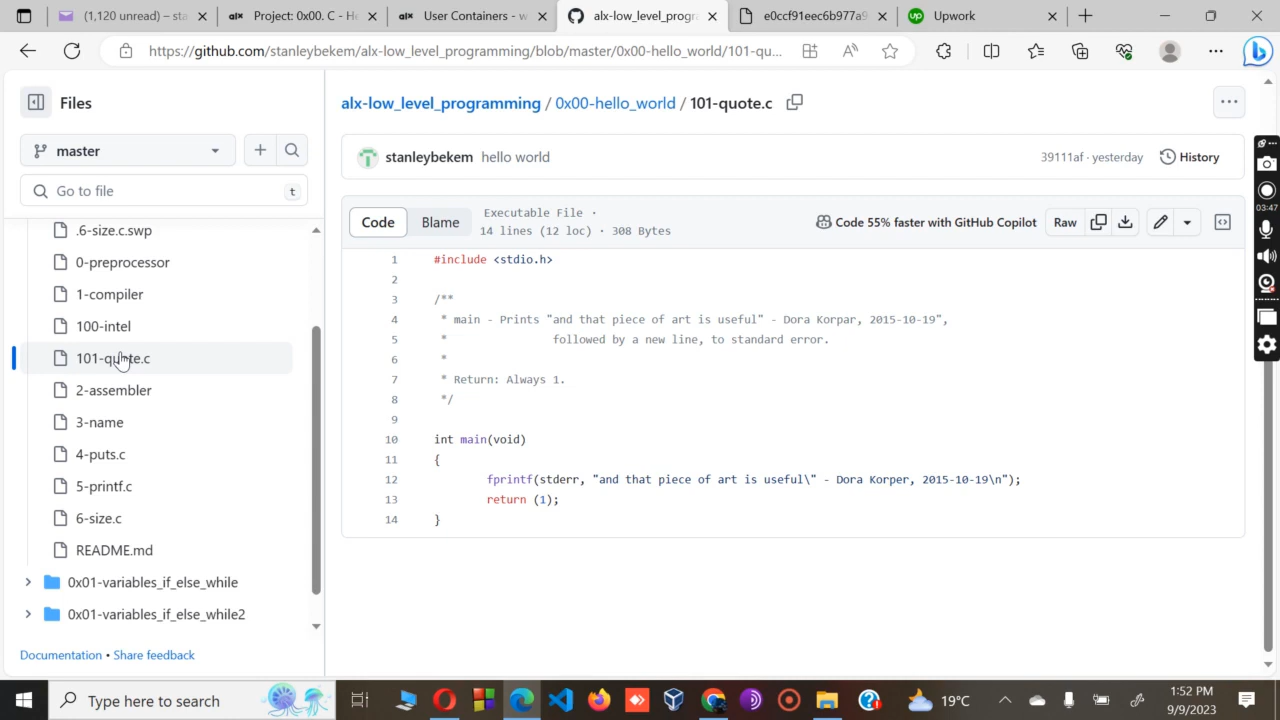 (1,120 unread) – sta
Project: 0x00. C - He
User Containers - w
alx-low_level_progr
e0ccf91eec6b977a9
Upwork
https://github.com/stanleybekem/alx-low_level_programming/blob/master/0x00-hello_world/101-qu...
Files
master
Go to file
t
.6-size.c.swp
0-preprocessor
1-compiler
100-intel
101-quote.c
2-assembler
3-name
4-puts.c
5-printf.c
6-size.c
README.md
0x01-variables_if_else_while
0x01-variables_if_else_while2
Documentation • Share feedback
alx-low_level_programming / 0x00-hello_world / 101-quote.c
stanleybekem hello world
39111af · yesterday
History
Code
Blame
Executable File ·
14 lines (12 loc) · 308 Bytes
Code 55% faster with GitHub Copilot
Raw
1 #include <stdio.h>
2
3 /**
4 * main - Prints "and that piece of art is useful" - Dora Korpar, 2015-10-19",
5 * followed by a new line, to standard error.
6 *
7 * Return: Always 1.
8 */
9
10 int main(void)
11 {
12 fprintf(stderr, "and that piece of art is useful\" - Dora Korper, 2015-10-19\n");
13 return (1);
14 }
03:47
Type here to search
19°C
1:52 PM
9/9/2023